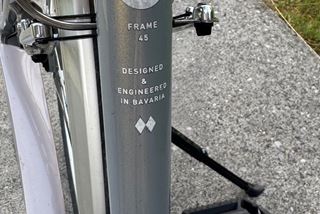 FRAME
45
DESIGNED
&
ENGINEERED
IN BAVARIA